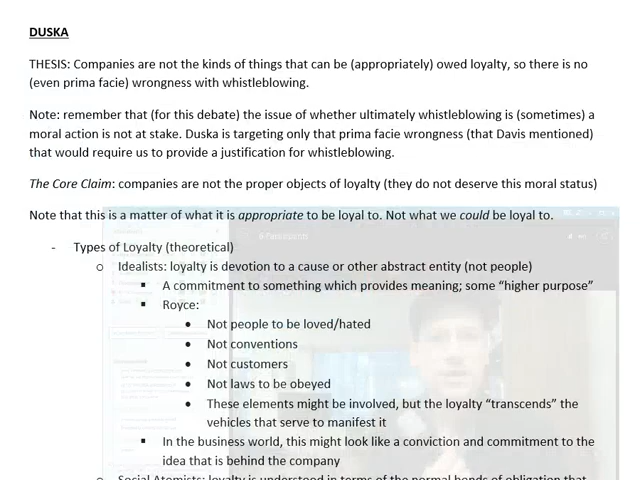 DUSKA
THESIS: Companies are not the kinds of things that can be (appropriately) owed loyalty, so there is no
(even prima facie) wrongness with whistleblowing.
Note: remember that (for this debate) the issue of whether ultimately whistleblowing is (sometimes) a
moral action is not at stake. Duska is targeting only that prima facie wrongness (that Davis mentioned)
that would require us to provide a justification for whistleblowing.
The Core Claim: companies are not the proper objects of loyalty (they do not deserve this moral status)
Note that this is a matter of what it is appropriate to be loyal to. Not what we could be loyal to.
- Types of Loyalty (theoretical)
o Idealists: loyalty is devotion to a cause or other abstract entity (not people)
▪ A commitment to something which provides meaning; some “higher purpose”
▪ Royce:
• Not people to be loved/hated
• Not conventions
• Not customers
• Not laws to be obeyed
• These elements might be involved, but the loyalty “transcends” the
vehicles that serve to manifest it
▪ In the business world, this might look like a conviction and commitment to the
idea that is behind the company
o Social Atomists: loyalty is understood in terms of the normal bonds of obligation that